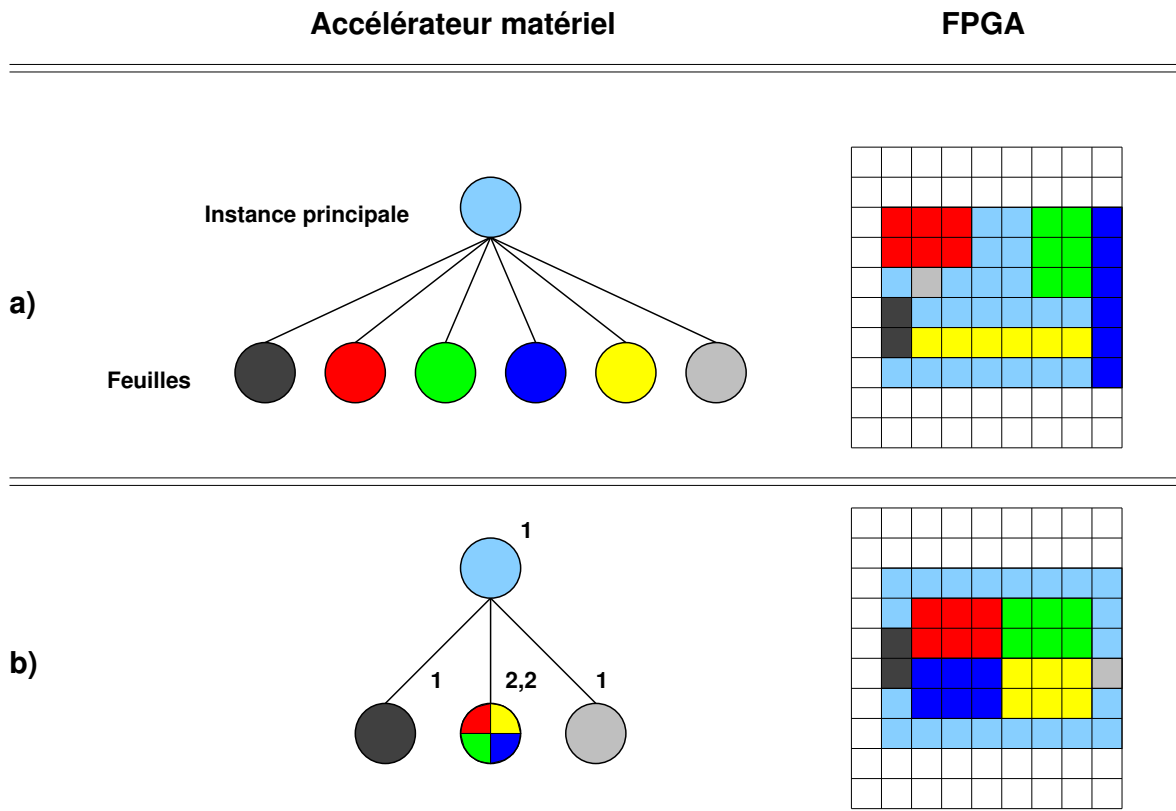 Accélérateur matériel FPGA
Instance principale
a)
Feuilles
1
b)
1 2,2 1